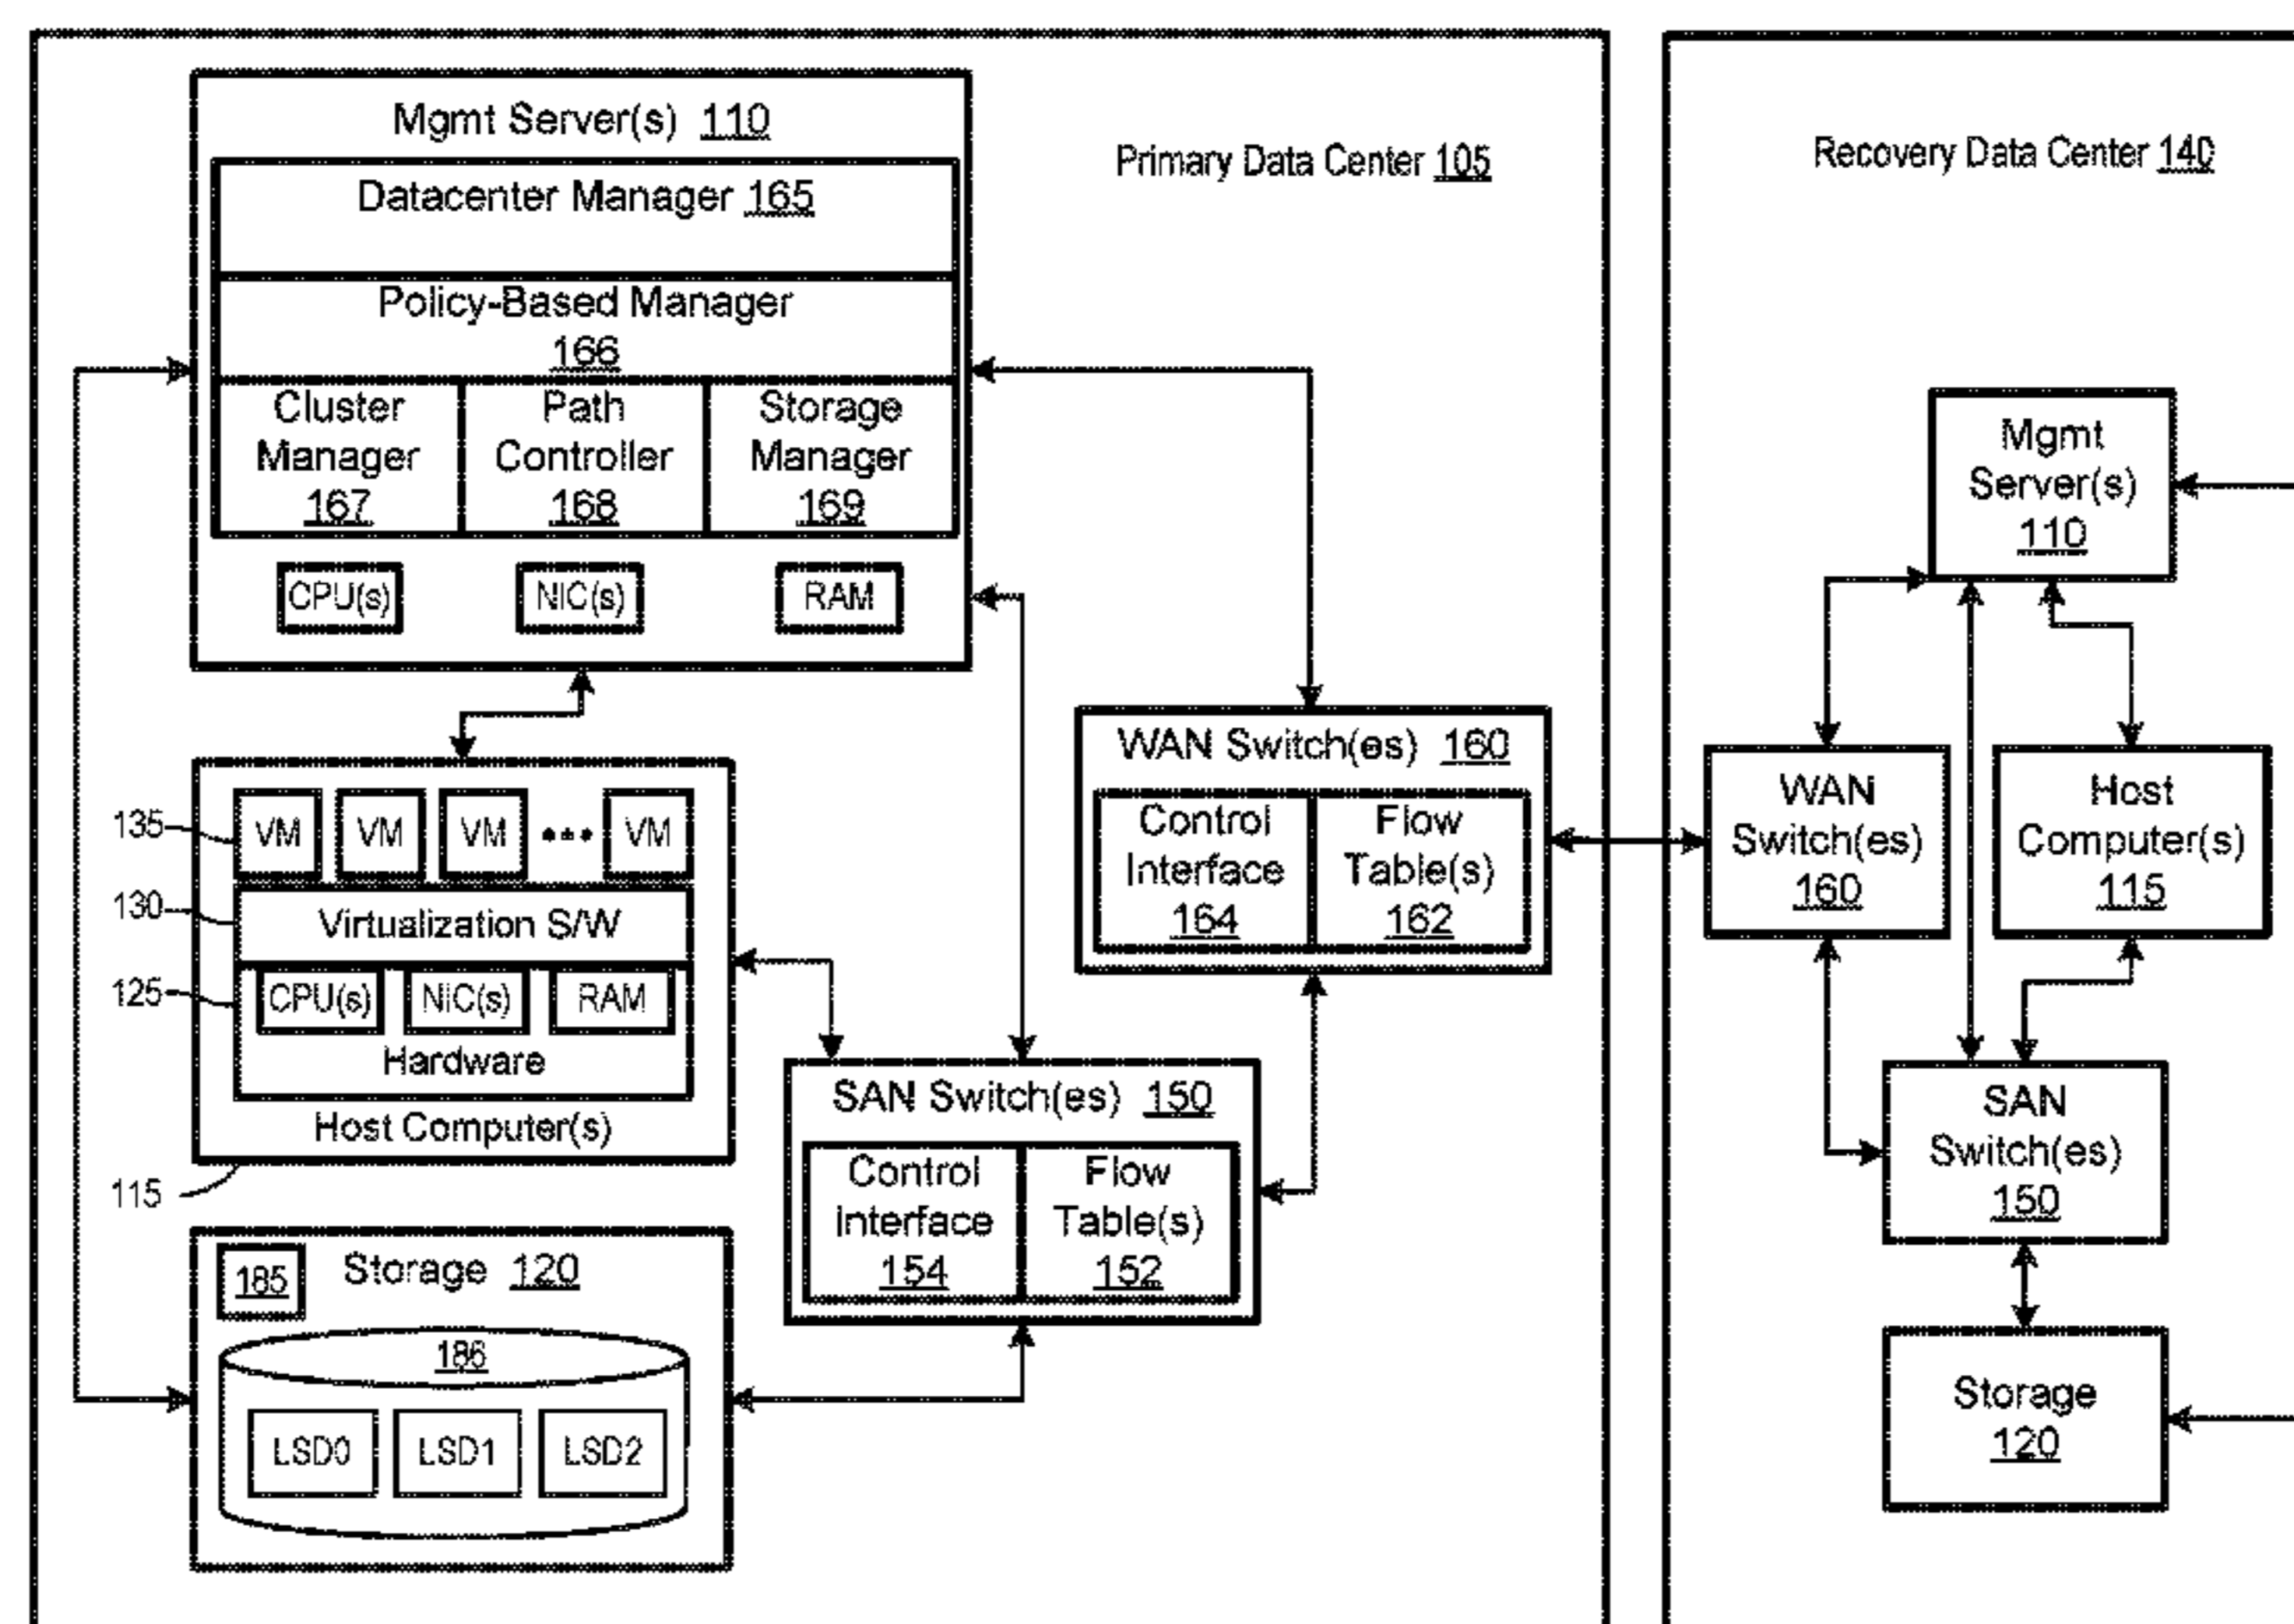 Mgmt Server(s) 110
Datacenter Manager 165
Policy-Based Manager
166
Cluster
Manager
167
Path
Controller
168
Storage
Manager
169
CPU(s)
NIC(s)
RAM
Primary Data Center 105
135
VM
VM
VM
•••
VM
130
Virtualization S/W
125
CPU(s)
NIC(s)
RAM
Hardware
Host Computer(s)
115
185
Storage 120
186
LSD0
LSD1
LSD2
WAN Switch(es) 160
Control
Interface
164
Flow
Table(s)
162
SAN Switch(es) 150
Control
Interface
154
Flow
Table(s)
152
Recovery Data Center 140
Mgmt
Server(s)
110
WAN
Switch(es)
160
Host
Computer(s)
115
SAN
Switch(es)
150
Storage
120